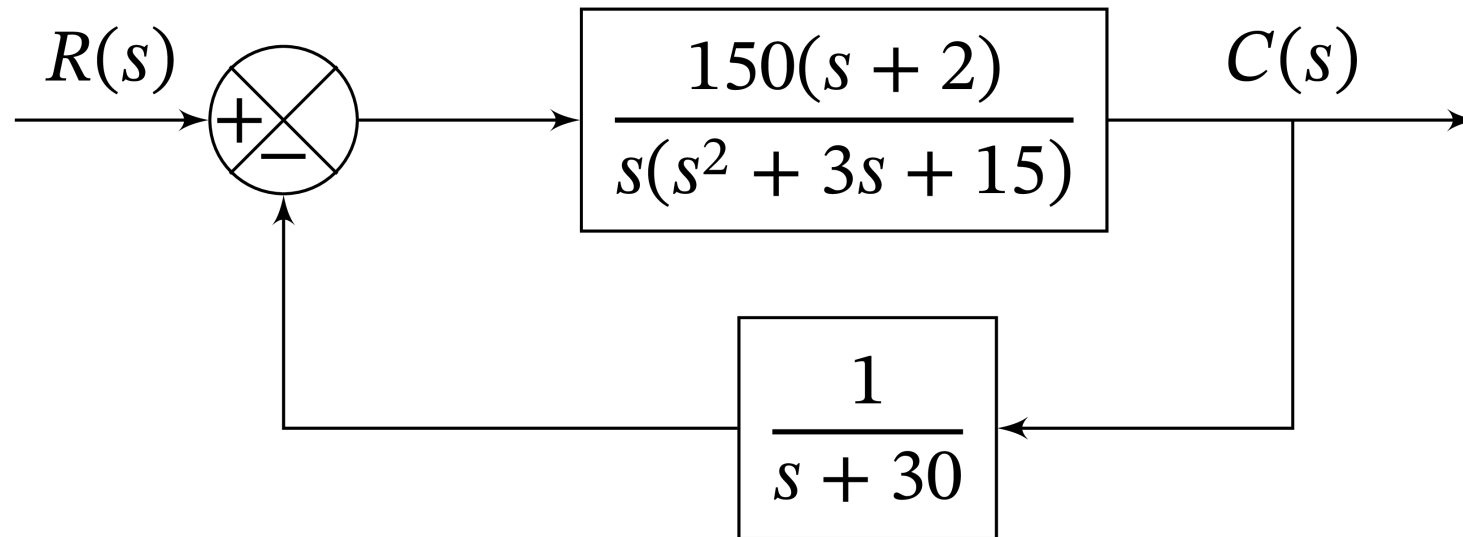 R(s)
+
−
150(s + 2)
s(s² + 3s + 15)
C(s)
1
s + 30